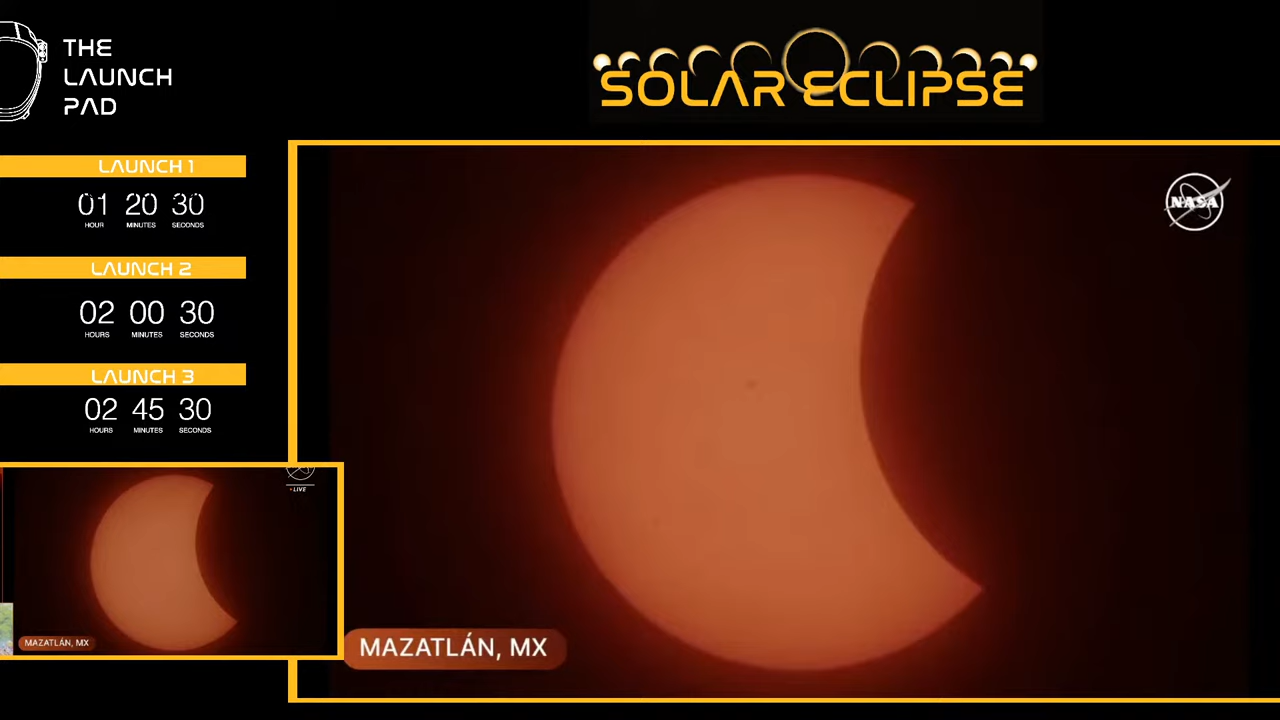 THE
LAUNCH
PAD
SOLAR ECLIPSE
LAUNCH 1
01 20 30
HOUR MINUTES SECONDS
LAUNCH 2
02 00 30
HOURS MINUTES SECONDS
LAUNCH 3
02 45 30
HOURS MINUTES SECONDS
NASA
LIVE
MAZATLÁN, MX
MAZATLÁN, MX